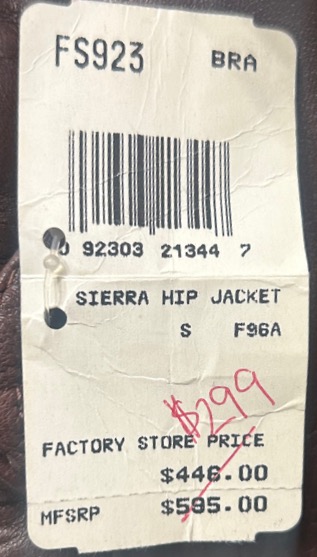 FS923 BRA
0 92303 21344 7
SIERRA HIP JACKET
S F96A
$299
FACTORY STORE PRICE
$446.00
MFSRP $595.00